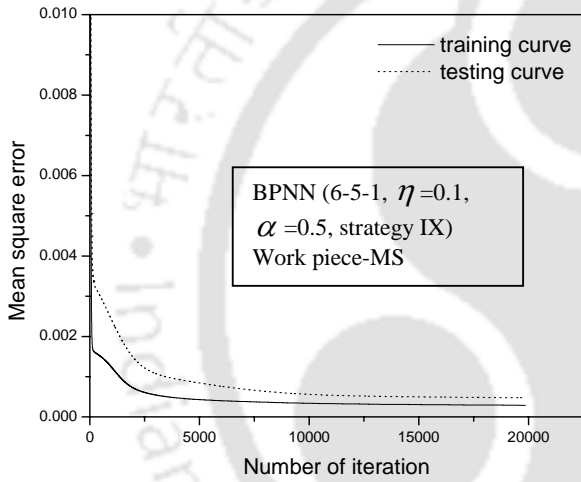 0.010
0.008
0.006
0.004
0.002
0.000
0
5000
10000
15000
20000
Mean square error
Number of iteration
training curve
testing curve
BPNN (6-5-1, η =0.1,
α =0.5, strategy IX)
Work piece-MS